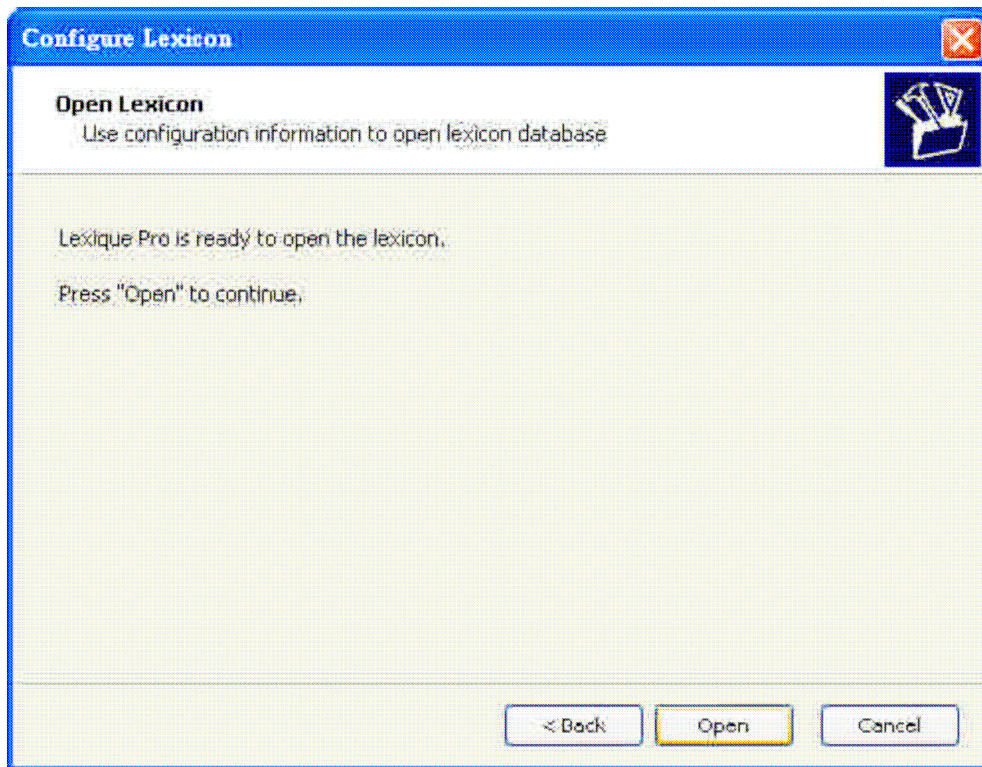 Configure Lexicon
Open Lexicon
Use configuration information to open lexicon database
Lexique Pro is ready to open the lexicon.
Press "Open" to continue.
< Back
Open
Cancel